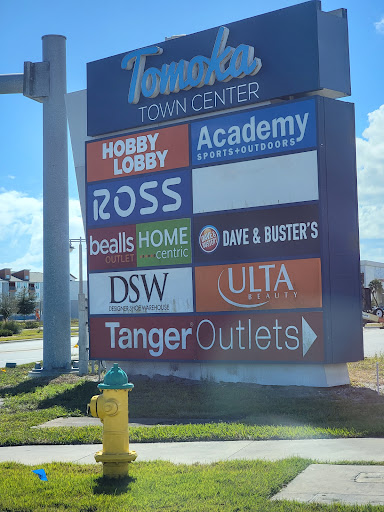 Tomoka
TOWN CENTER
HOBBY
LOBBY
Academy
SPORTS+OUTDOORS
ROSS
bealls
OUTLET
HOME
centric
DAVE & BUSTER'S
DSW
DESIGNER SHOE WAREHOUSE
ULTA
BEAUTY
Tanger Outlets